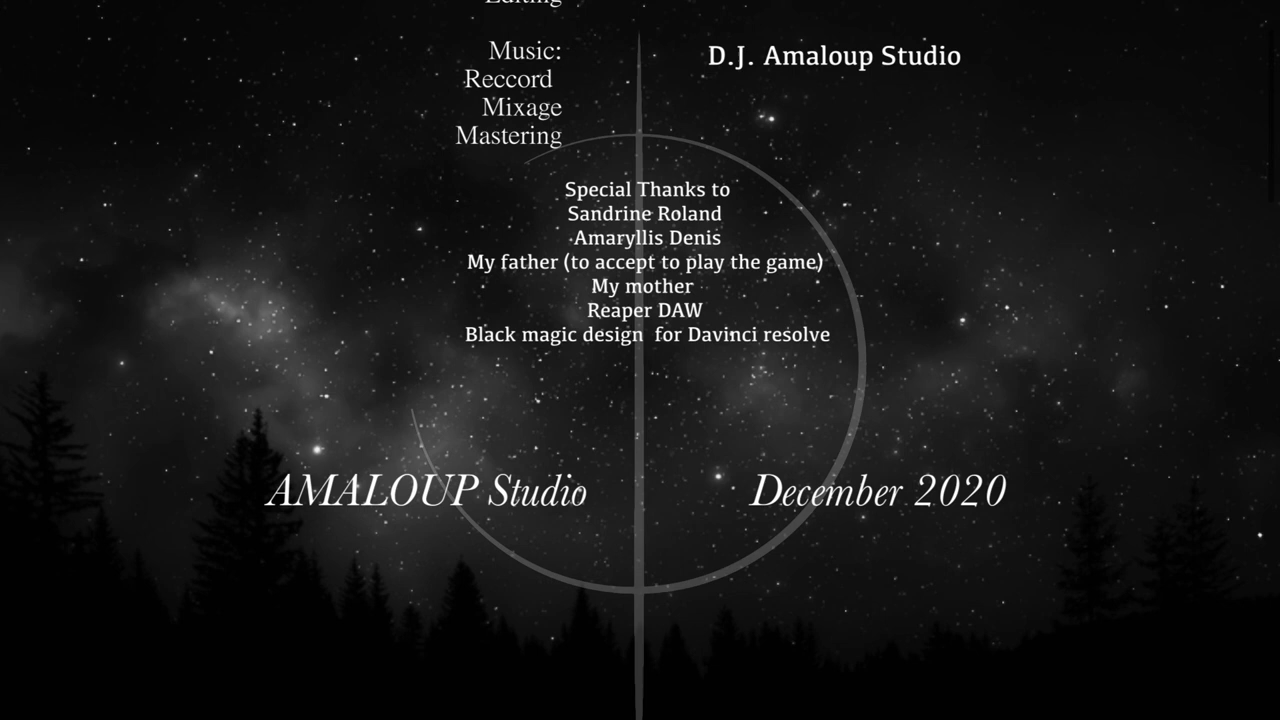 Editing
Music:
D.J. Amaloup Studio
Reccord
Mixage
Mastering
Special Thanks to
Sandrine Roland
Amaryllis Denis
My father (to accept to play the game)
My mother
Reaper DAW
Black magic design  for Davinci resolve
AMALOUP Studio
December 2020